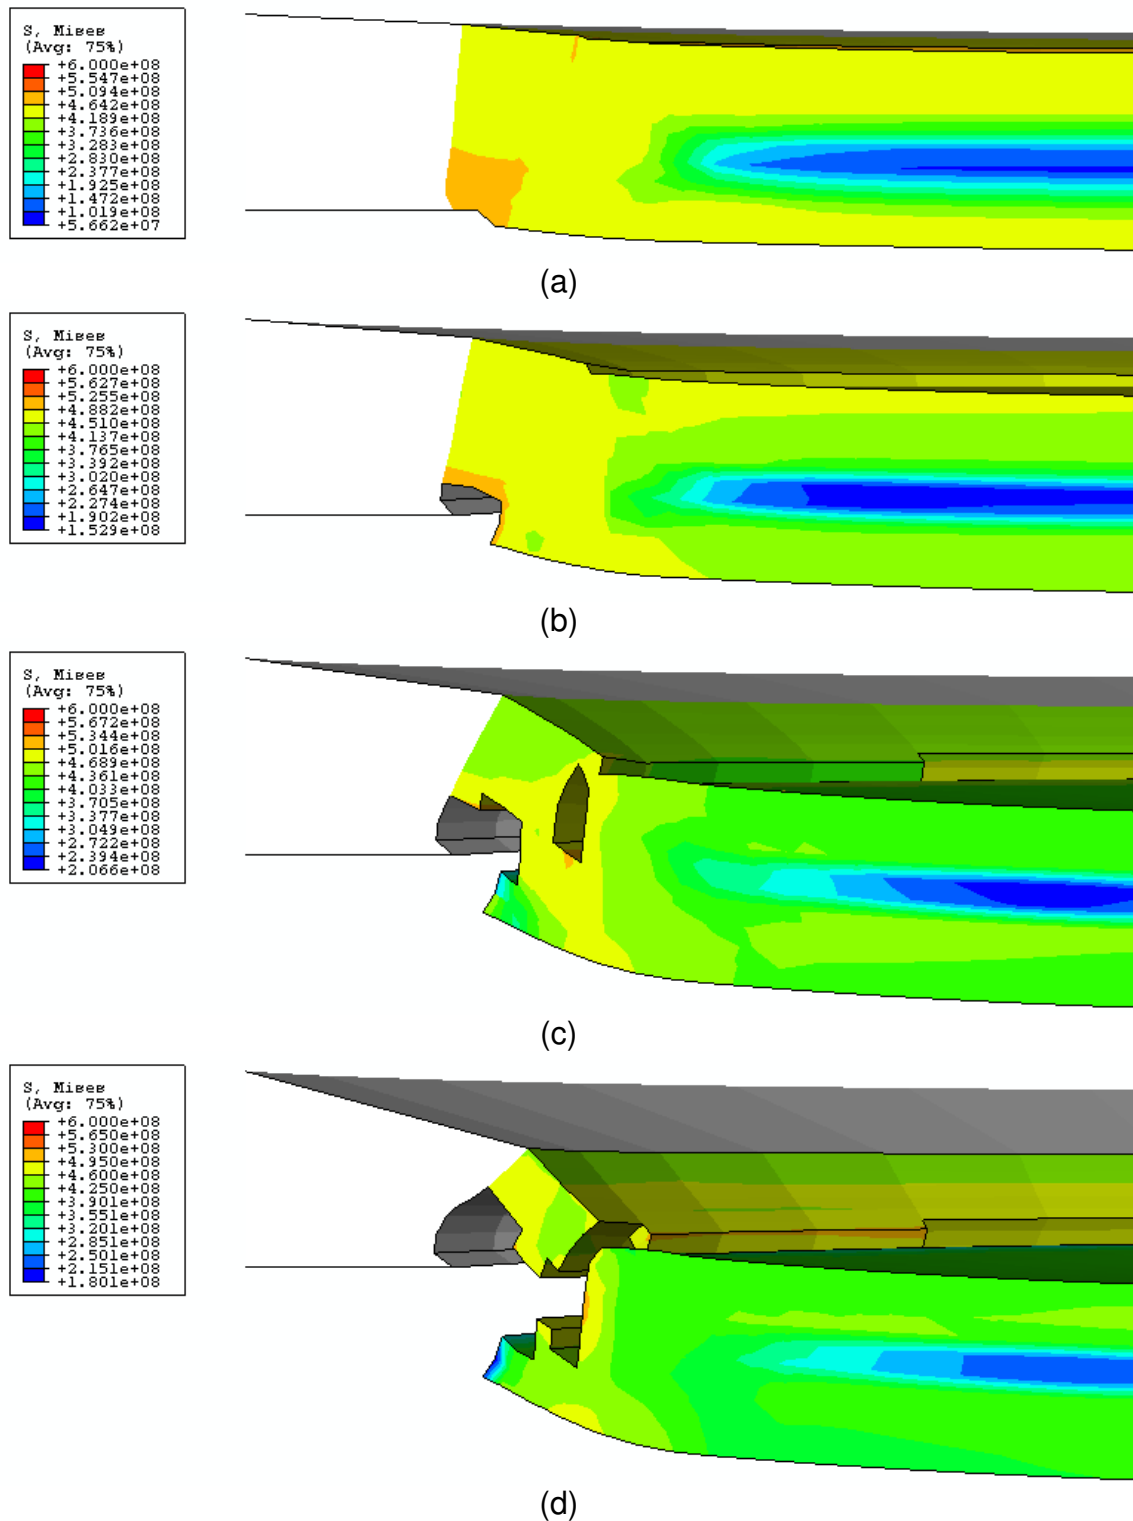 S, Mises
(Avg: 75%)
+6.000e+08
+5.547e+08
+5.094e+08
+4.642e+08
+4.189e+08
+3.736e+08
+3.283e+08
+2.830e+08
+2.377e+08
+1.925e+08
+1.472e+08
+1.019e+08
+5.662e+07
(a)
S, Mises
(Avg: 75%)
+6.000e+08
+5.627e+08
+5.255e+08
+4.882e+08
+4.510e+08
+4.137e+08
+3.765e+08
+3.392e+08
+3.020e+08
+2.647e+08
+2.274e+08
+1.902e+08
+1.529e+08
(b)
S, Mises
(Avg: 75%)
+6.000e+08
+5.672e+08
+5.344e+08
+5.016e+08
+4.689e+08
+4.361e+08
+4.033e+08
+3.705e+08
+3.377e+08
+3.049e+08
+2.722e+08
+2.394e+08
+2.066e+08
(c)
S, Mises
(Avg: 75%)
+6.000e+08
+5.650e+08
+5.300e+08
+4.950e+08
+4.600e+08
+4.250e+08
+3.901e+08
+3.551e+08
+3.201e+08
+2.851e+08
+2.501e+08
+2.151e+08
+1.801e+08
(d)